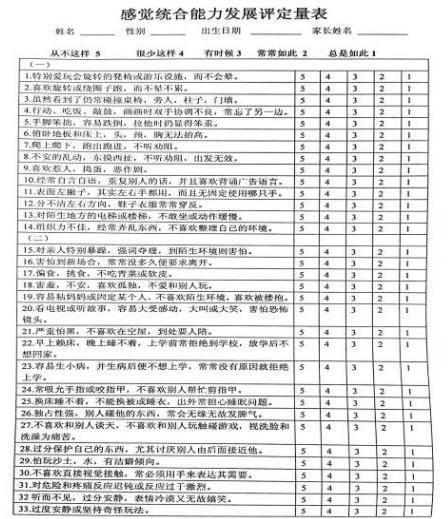 感觉统合能力发展评定量表
姓名 性别 出生日期 家长姓名
从不这样 5 很少这样 4 有时候 3 常常如此 2 总是如此 1
（一）
1.特别爱玩会旋转的凳椅或游乐设施，而不会晕。 5 4 3 2 1
2.喜欢旋转或绕圈子跑，而不晕不累。 5 4 3 2 1
3.虽然看到了仍常碰撞桌椅，旁人，柱子，门墙。 5 4 3 2 1
4.行动、吃饭、敲鼓、画画时双手协调不良，常忘了另一边。 5 4 3 2 1
5.手脚笨拙，容易跌倒，拉他时仍显得笨重。 5 4 3 2 1
6.俯卧地板和床上，头，颈，胸无法抬高。 5 4 3 2 1
7.爬上爬下，跑出跑进，不听劝阻。 5 4 3 2 1
8.不安的乱动，东摸西扯，不听劝阻，出发无效。 5 4 3 2 1
9.喜欢惹人，捣蛋，恶作剧。 5 4 3 2 1
10.经常自言自语，重复别人的话，并且喜欢背诵广告语言。 5 4 3 2 1
11.表面左撇子，其实左右手都用，而且无固定使用哪只手。 5 4 3 2 1
12.分不清左右方向，鞋子衣服常常穿反。 5 4 3 2 1
13.对陌生地方的电梯或楼梯，不敢坐或动作缓慢。 5 4 3 2 1
14.组织力不佳，经常弄乱东西，不喜欢整理自己的环境。 5 4 3 2 1
（二）
15.对亲人特别暴躁，强词夺理，到陌生环境则害怕。 5 4 3 2 1
16.害怕到新场合，常常没多久便要求离开。 5 4 3 2 1
17.偏食，挑食，不吃青菜或软皮。 5 4 3 2 1
18.害羞，不安，喜欢孤独，不爱和别人玩。 5 4 3 2 1
19.容易粘妈妈或固定某个人，不喜欢陌生环境，喜欢被搂抱。 5 4 3 2 1
20.看电视或听故事，容易大受感动，大叫或大笑，害怕恐怖 5 4 3 2 1
镜头。
21.严重怕黑，不喜欢在空屋，到处要人陪。 5 4 3 2 1
22.早上赖床，晚上睡不着，上学前常拒绝到学校，放学后不 5 4 3 2 1
想回家。
23.容易生小病，并生病后便不想上学，常常没有原因就拒绝 5 4 3 2 1
上学。
24.常吸允手指或咬指甲，不喜欢别人帮忙剪指甲。 5 4 3 2 1
25.换床睡不着，不能换被或睡衣，出外常担心睡眠问题。 5 4 3 2 1
26.独占性强，别人碰他的东西，常会无缘无故发脾气。 5 4 3 2 1
27.不喜欢和别人谈天，不喜欢和别人玩触碰游戏，视洗脸和 5 4 3 2 1
洗澡为痛苦。
28.过分保护自己的东西，尤其讨厌别人由后面接近他。 5 4 3 2 1
29.怕玩沙土，水，有洁癖倾向。 5 4 3 2 1
30.不喜欢直接视觉接触，常必须用手来表达其需要。 5 4 3 2 1
31.对危险和疼痛反应迟钝或反应过于激烈。 5 4 3 2 1
32 听而不见，过分安静，表情冷漠又无故嬉笑。 5 4 3 2 1
33.过度安静或坚持奇怪玩法。 5 4 3 2 1